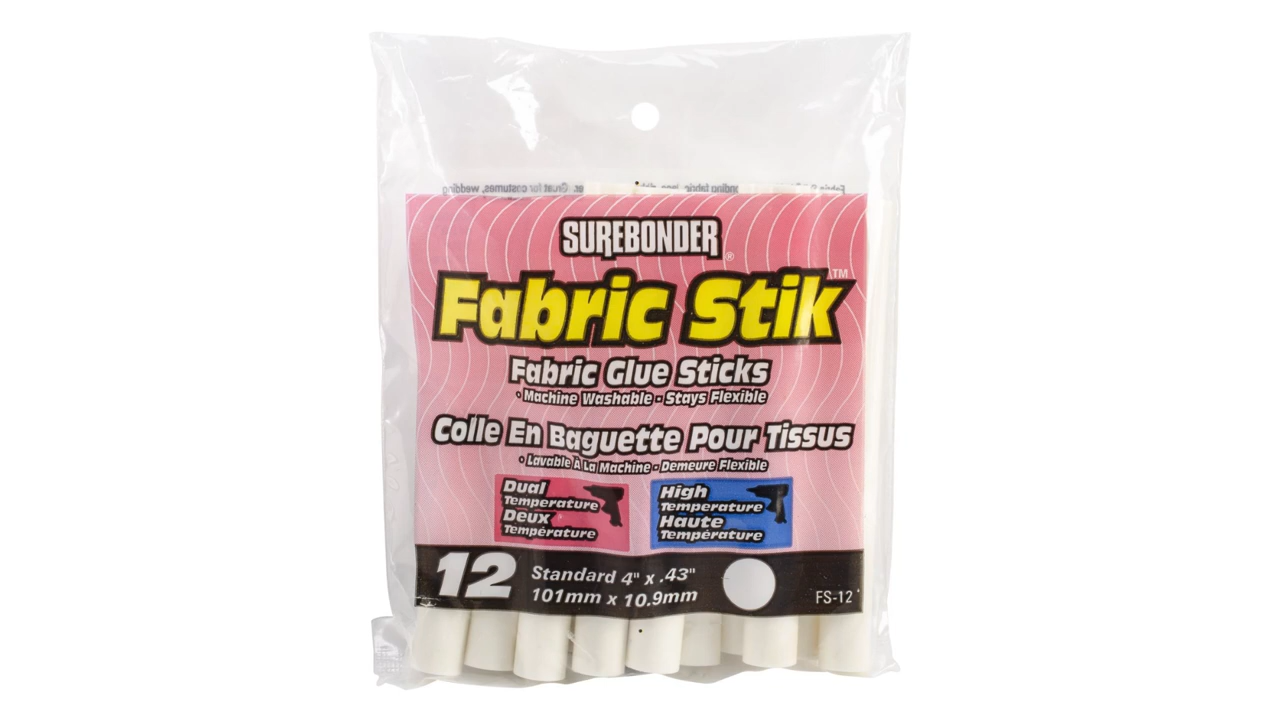 SUREBONDER®
Fabric Stik™
Fabric Glue Sticks
· Machine Washable - Stays Flexible
Colle En Baguette Pour Tissus
· Lavable À La Machine - Demeure Flexible
Dual
Temperature
Deux
Température
High
Temperature
Haute
Température
12
Standard 4" x .43"
101mm x 10.9mm
FS-12